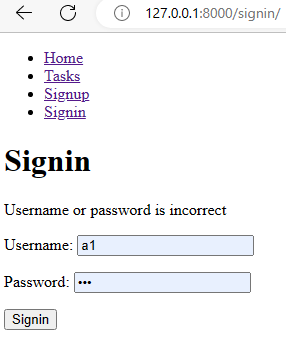 127.0.0.1:8000/signin/
Home
Tasks
Signup
Signin
Signin
Username or password is incorrect
Username: a1
Password: •••
Signin